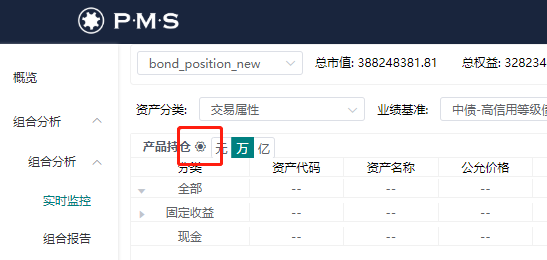 P·M·S
bond_position_new 总市值: 388248381.81 总权益: 328234
概览
资产分类: 交易属性 业绩基准: 中债-高信用等级债
组合分析
产品持仓 元 万 亿
组合分析
分类 资产代码 资产名称 公允价格
全部 -- -- --
实时监控
固定收益 -- -- --
组合报告
现金 -- -- --